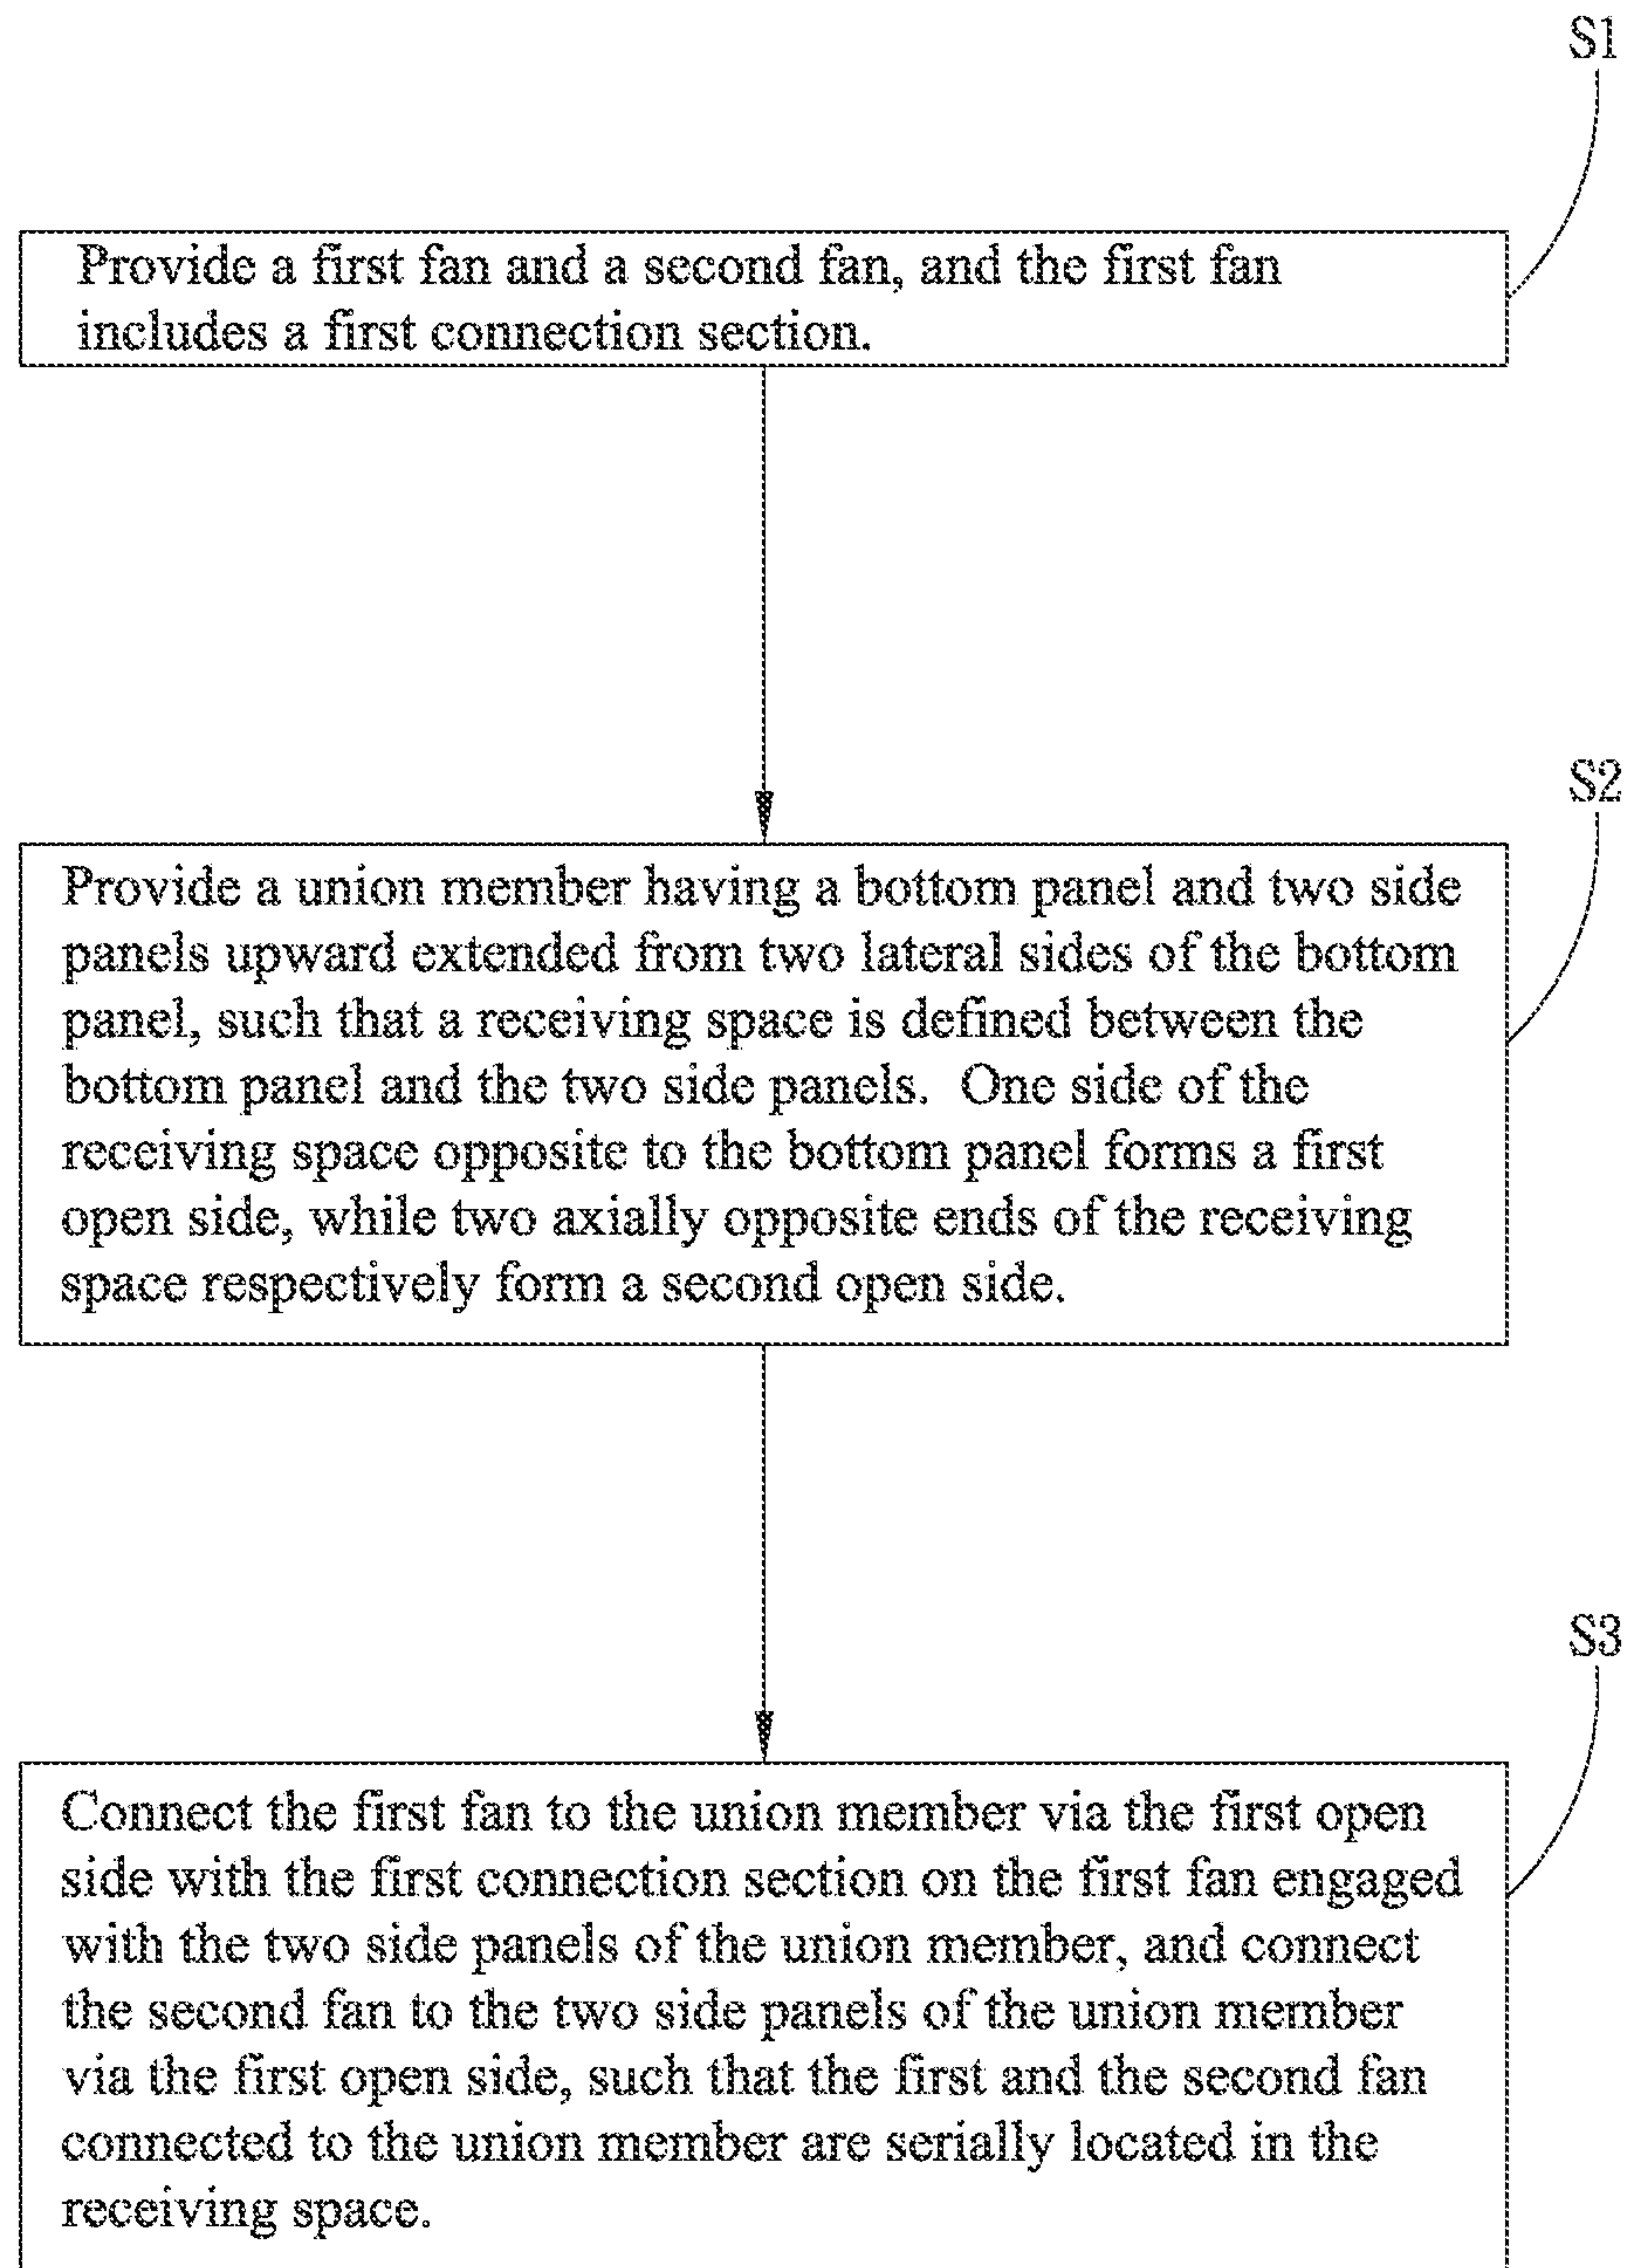 S1
Provide a first fan and a second fan, and the first fan
includes a first connection section.
S2
Provide a union member having a bottom panel and two side
panels upward extended from two lateral sides of the bottom
panel, such that a receiving space is defined between the
bottom panel and the two side panels.  One side of the
receiving space opposite to the bottom panel forms a first
open side, while two axially opposite ends of the receiving
space respectively form a second open side.
S3
Connect the first fan to the union member via the first open
side with the first connection section on the first fan engaged
with the two side panels of the union member, and connect
the second fan to the two side panels of the union member
via the first open side, such that the first and the second fan
connected to the union member are serially located in the
receiving space.